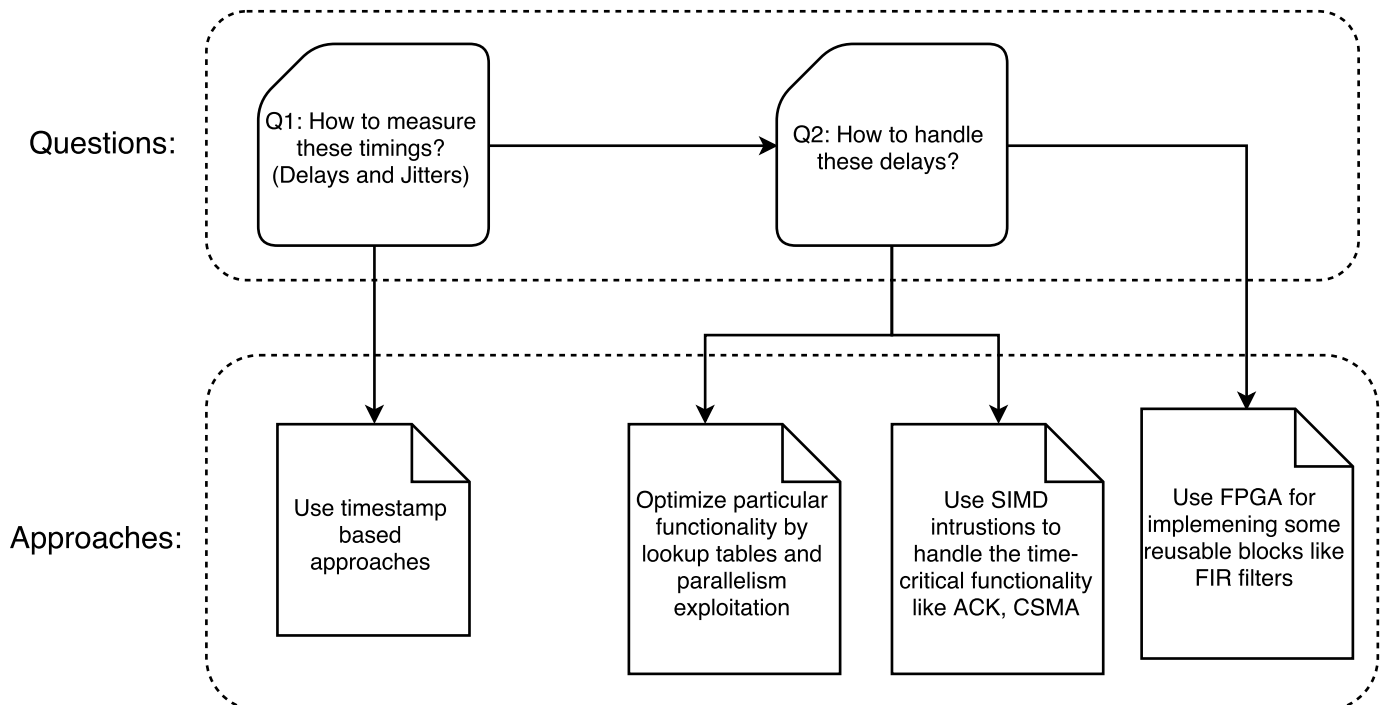 Questions:
Q1: How to measure
these timings?
(Delays and Jitters)
Q2: How to handle
these delays?
Approaches:
Use timestamp
based
approaches
Optimize particular
functionality by
lookup tables and
parallelism
exploitation
Use SIMD
intrustions to
handle the time-
critical functionality
like ACK, CSMA
Use FPGA for
implemening some
reusable blocks like
FIR filters